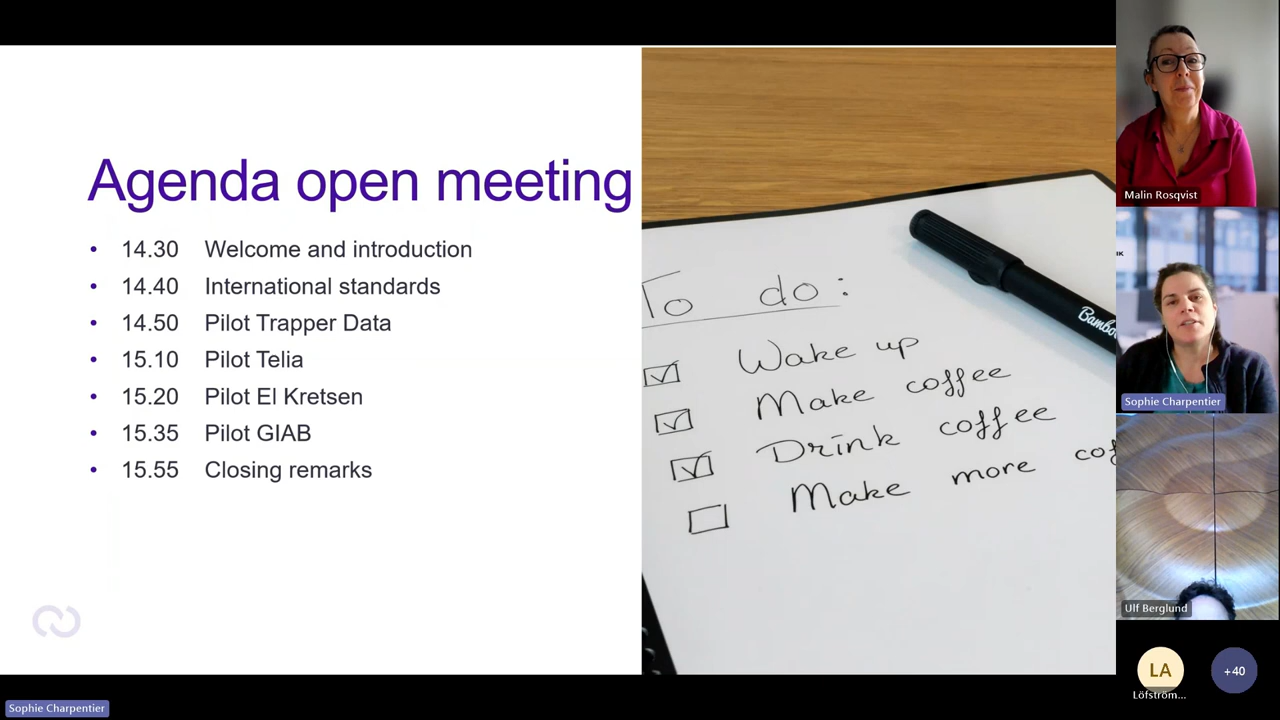 Agenda open meeting
• 14.30 Welcome and introduction
• 14.40 International standards
• 14.50 Pilot Trapper Data
• 15.10 Pilot Telia
• 15.20 Pilot El Kretsen
• 15.35 Pilot GIAB
• 15.55 Closing remarks
To do:
Wake up
Make coffee
Drink coffee
Make more cof
Bambo
Malin Rosqvist
Sophie Charpentier
Ulf Berglund
LA
Löfström...
+40
Sophie Charpentier